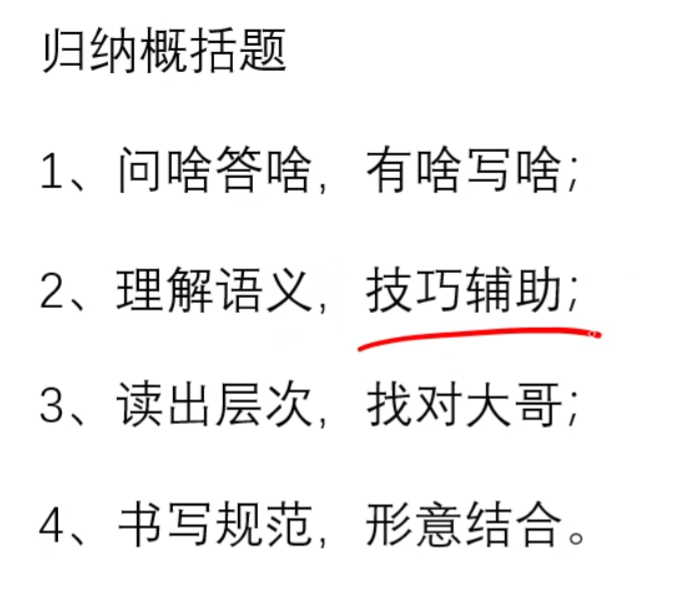 归纳概括题
1、问啥答啥，有啥写啥；
2、理解语义，技巧辅助；
3、读出层次，找对大哥；
4、书写规范，形意结合。